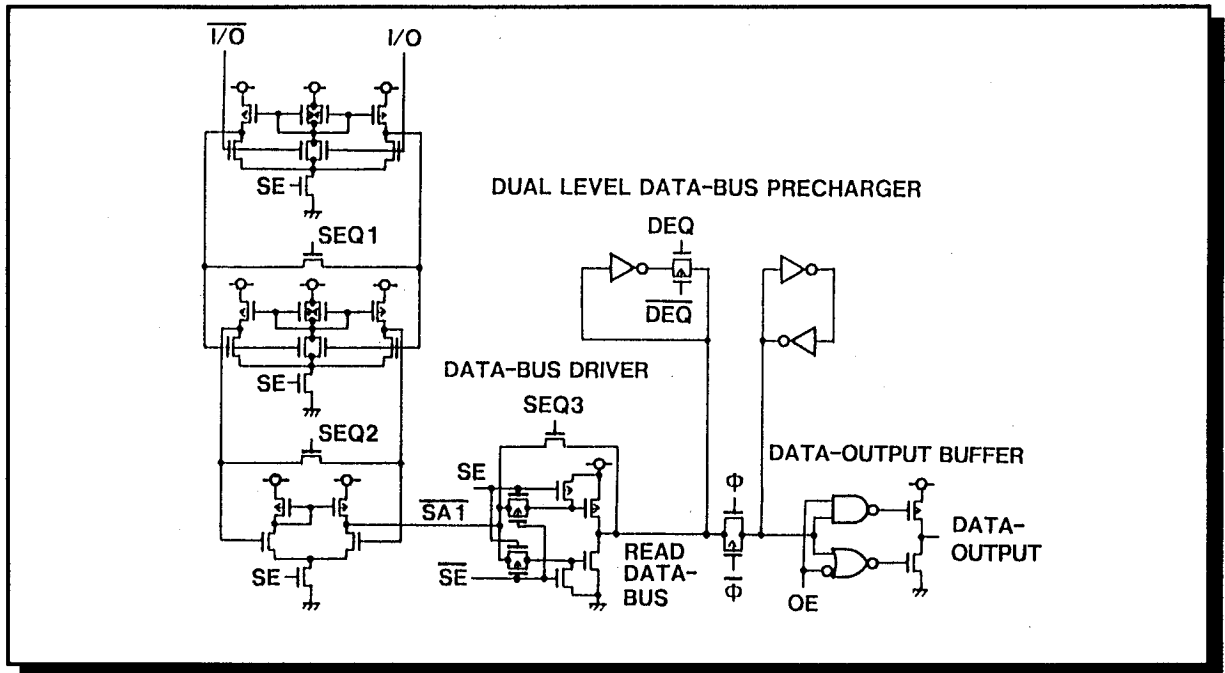 I/O I/O
SE
DUAL LEVEL DATA-BUS PRECHARGER
SEQ1
DEQ
DEQ
SE
DATA-BUS DRIVER
SEQ2
SEQ3
DATA-OUTPUT BUFFER
SE
SA1
Φ
SE
READ
DATA-
BUS
Φ
OE
DATA-
OUTPUT
SE